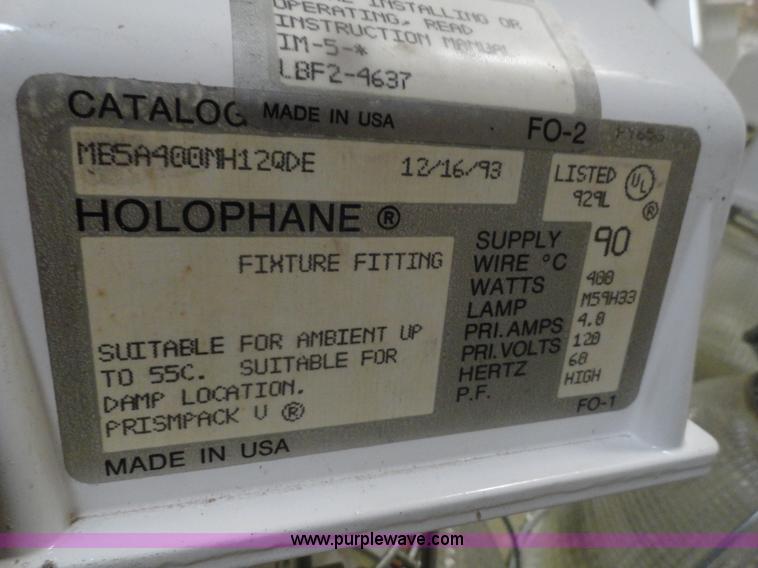 INSTALLING OR
OPERATING, READ
INSTRUCTION MANUAL
IM-5-*
LBF2-4637
CATALOG MADE IN USA FO-2
MB5A400MH12QDE 12/16/93
LISTED UL
929L ®
HOLOPHANE ®
FIXTURE FITTING
SUITABLE FOR AMBIENT UP
TO 55C. SUITABLE FOR
DAMP LOCATION.
PRISMPACK V ®
SUPPLY
WIRE °C 90
WATTS 400
LAMP M59H33
PRI.AMPS 4.0
PRI.VOLTS 120
HERTZ 60
P.F. HIGH
FO-1
MADE IN USA
www.purplewave.com